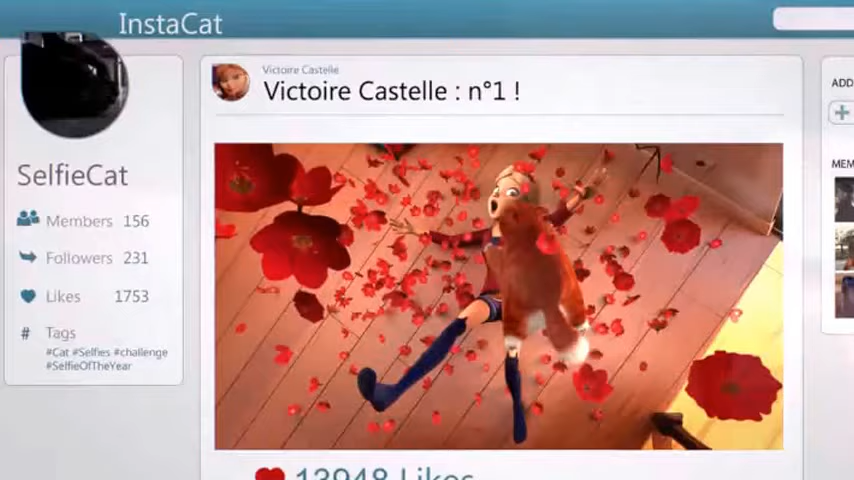 InstaCat
SelfieCat
Members 156
Followers 231
Likes 1753
# Tags
#Cat #Selfies #challenge
#SelfieOfTheYear
Victoire Castelle
Victoire Castelle : n°1 !
13948 Likes
ADD
MEM